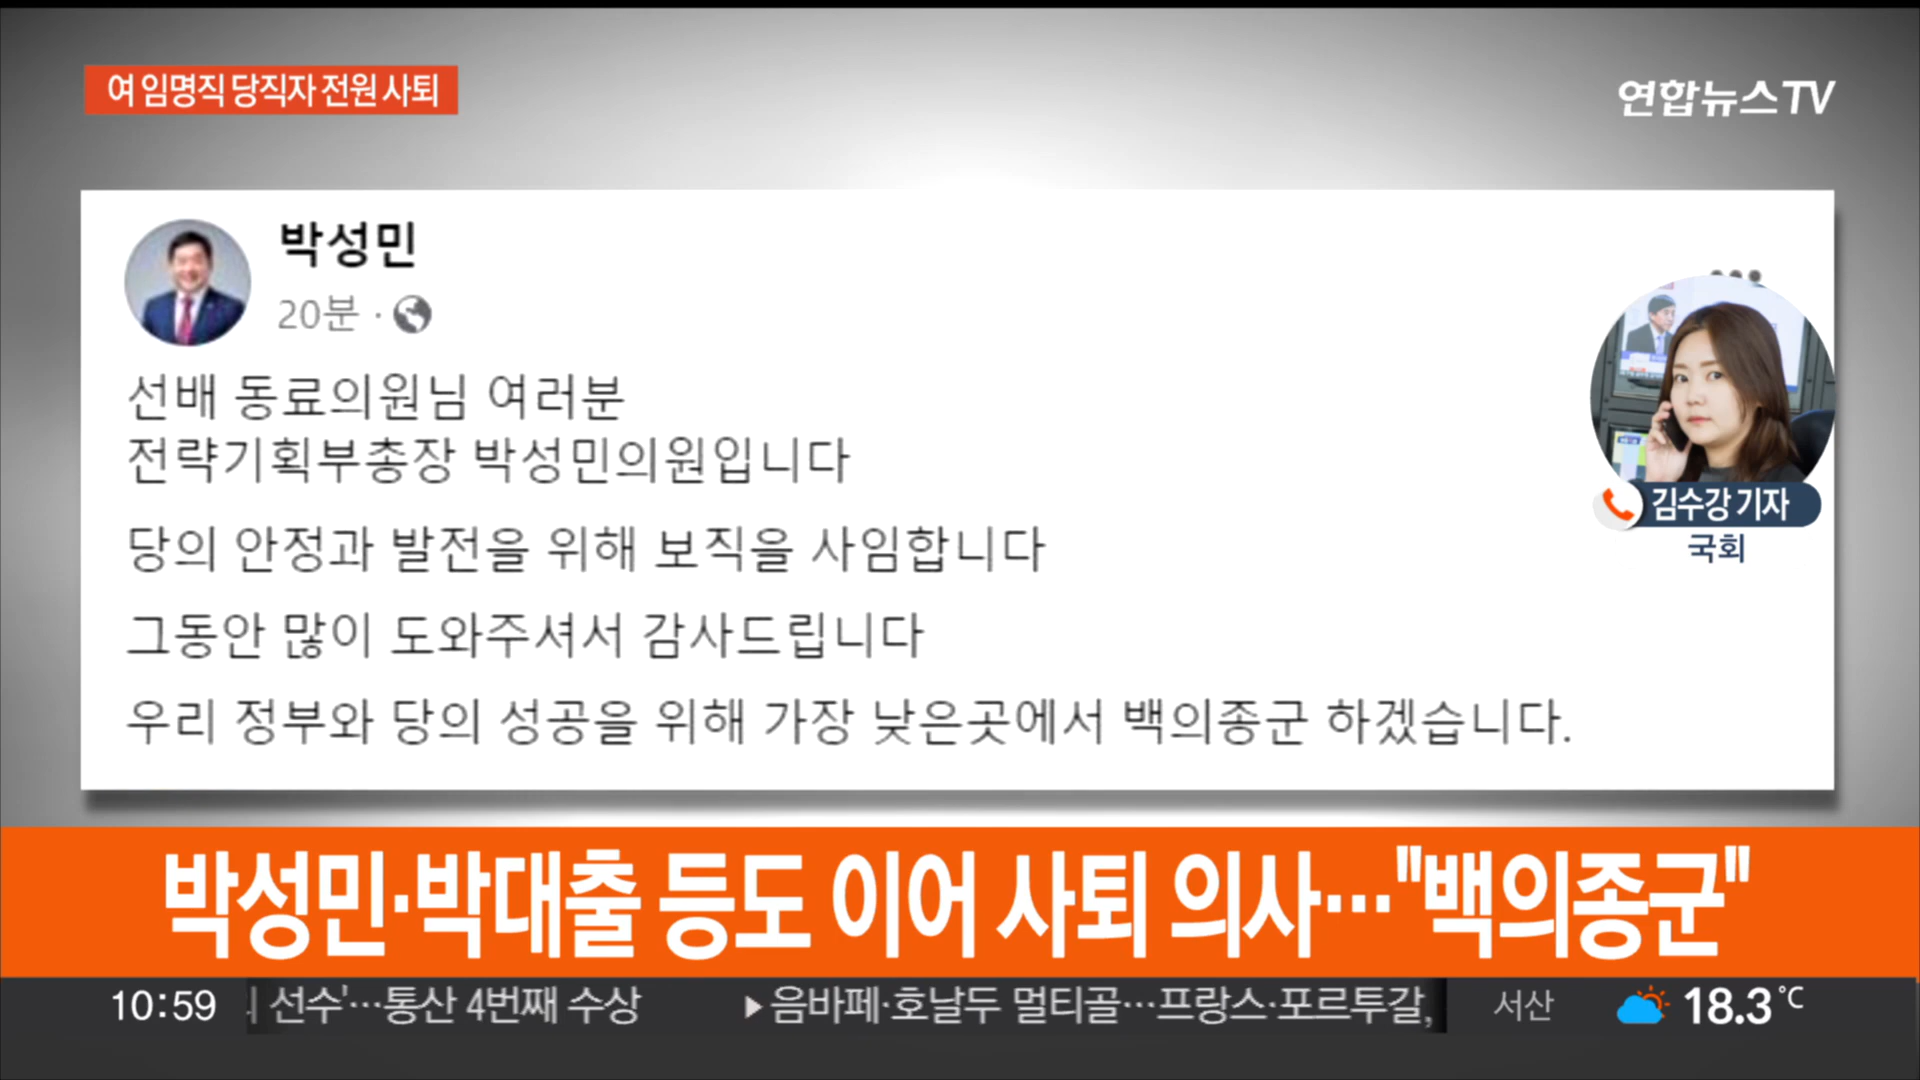 여 임명직 당직자 전원 사퇴
연합뉴스TV
박성민
20분 ·
선배 동료의원님 여러분
전략기획부총장 박성민의원입니다
당의 안정과 발전을 위해 보직을 사임합니다
그동안 많이 도와주셔서 감사드립니다
우리 정부와 당의 성공을 위해 가장 낮은곳에서 백의종군 하겠습니다.
김수강 기자
국회
박성민·박대출 등도 이어 사퇴 의사…"백의종군"
10:59 선수'…통산 4번째 수상 ▶음바페·호날두 멀티골…프랑스·포르투갈, 서산 18.3℃